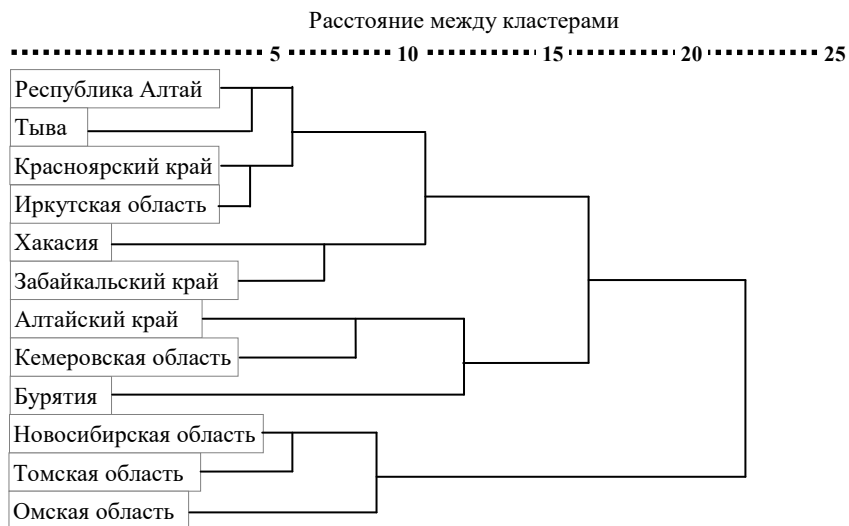 Расстояние между кластерами
5 10 15 20 25
Республика Алтай
Тыва
Красноярский край
Иркутская область
Хакасия
Забайкальский край
Алтайский край
Кемеровская область
Бурятия
Новосибирская область
Томская область
Омская область